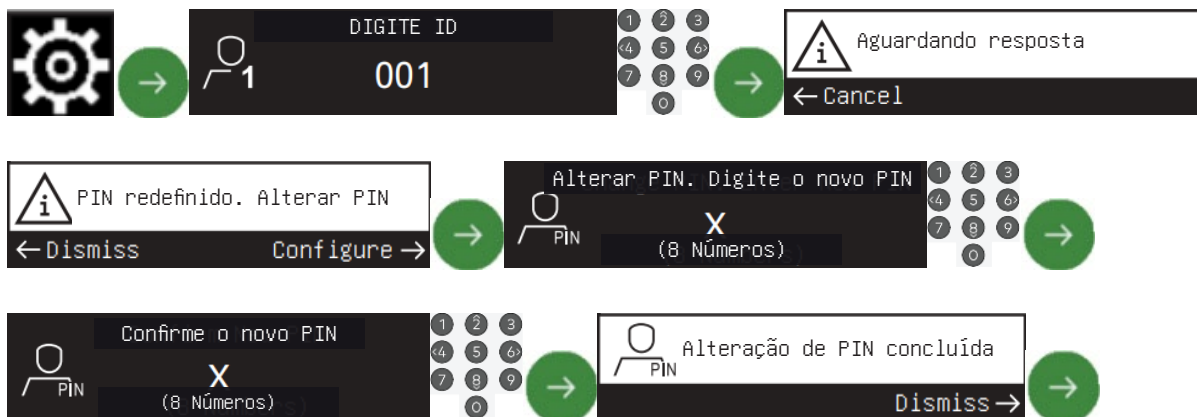 DIGITE ID
1
001
1 2 3
4 5 6
7 8 9
0
i
Aguardando resposta
←Cancel
i
PIN redefinido. Alterar PIN
←Dismiss Configure→
Alterar PIN. Digite o novo PIN
PIN
X
(8 Números)
1 2 3
4 5 6
7 8 9
0
Confirme o novo PIN
PIN
X
(8 Números)
1 2 3
4 5 6
7 8 9
0
PIN
Alteração de PIN concluída
Dismiss→